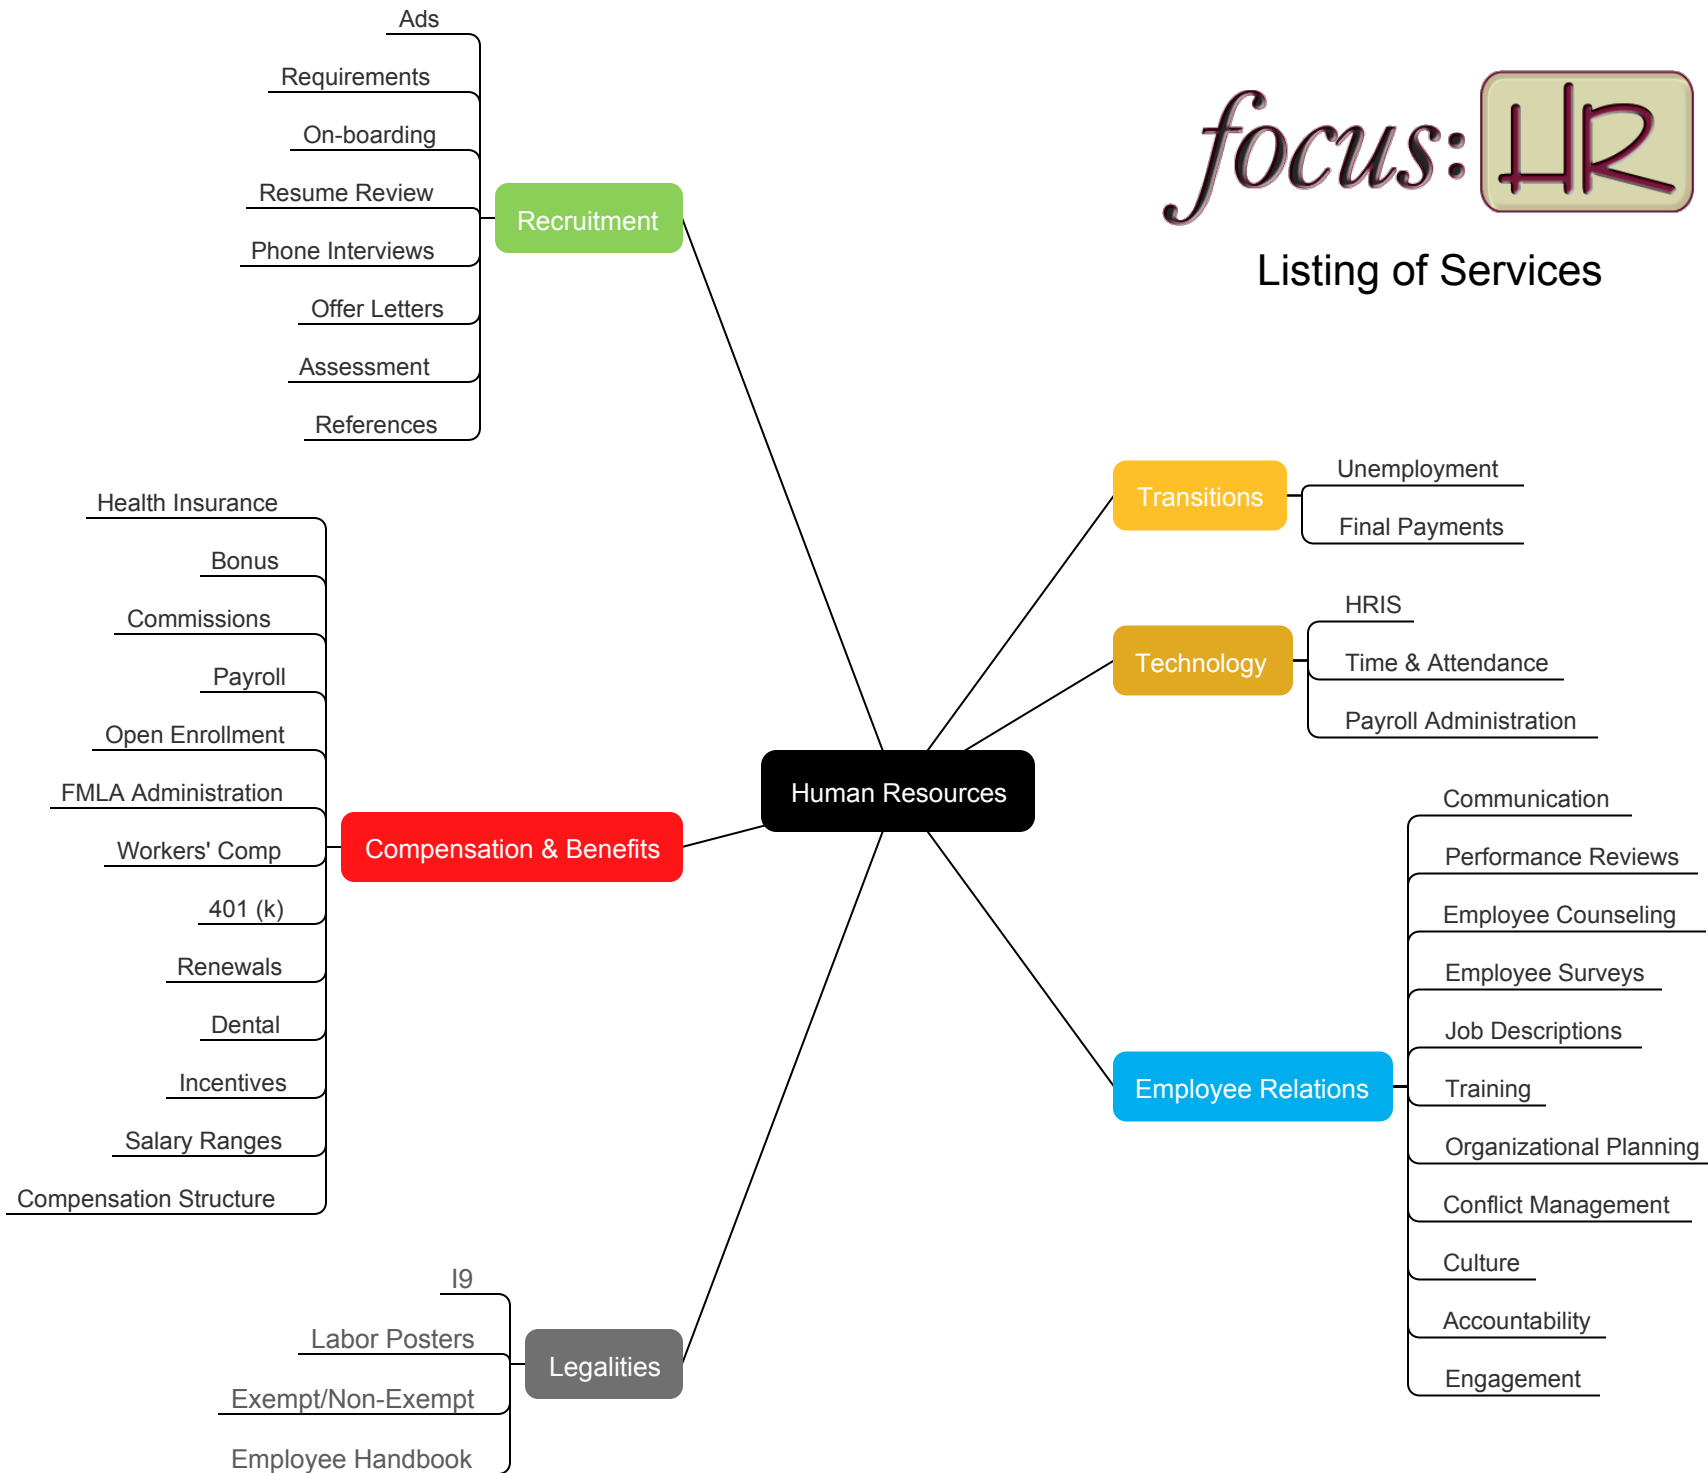 focus: HR
Listing of Services
Human Resources
Recruitment
Ads
Requirements
On-boarding
Resume Review
Phone Interviews
Offer Letters
Assessment
References
Compensation & Benefits
Health Insurance
Bonus
Commissions
Payroll
Open Enrollment
FMLA Administration
Workers' Comp
401 (k)
Renewals
Dental
Incentives
Salary Ranges
Compensation Structure
Legalities
I9
Labor Posters
Exempt/Non-Exempt
Employee Handbook
Transitions
Unemployment
Final Payments
Technology
HRIS
Time & Attendance
Payroll Administration
Employee Relations
Communication
Performance Reviews
Employee Counseling
Employee Surveys
Job Descriptions
Training
Organizational Planning
Conflict Management
Culture
Accountability
Engagement